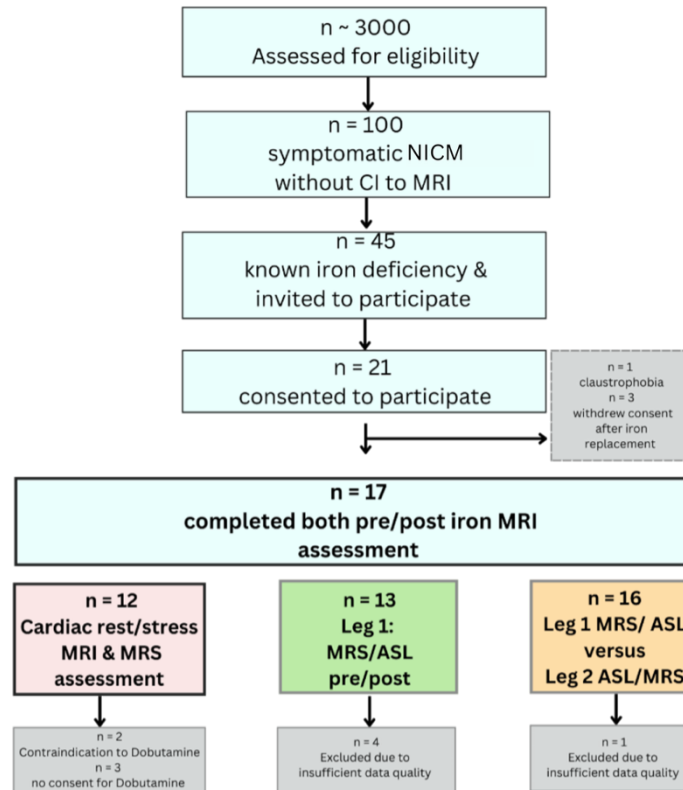 n ~ 3000
Assessed for eligibility
n = 100
symptomatic NICM
without CI to MRI
n = 45
known iron deficiency &
invited to participate
n = 21
consented to participate
n = 1
claustrophobia
n = 3
withdrew consent
after iron
replacement
n = 17
completed both pre/post iron MRI
assessment
n = 12
Cardiac rest/stress
MRI & MRS
assessment
n = 13
Leg 1:
MRS/ASL
pre/post
n = 16
Leg 1 MRS/ ASL
versus
Leg 2 ASL/MRS
n = 2
Contraindication to Dobutamine
n = 3
no consent for Dobutamine
n = 4
Excluded due to
insufficient data quality
n = 1
Excluded due to
insufficient data quality